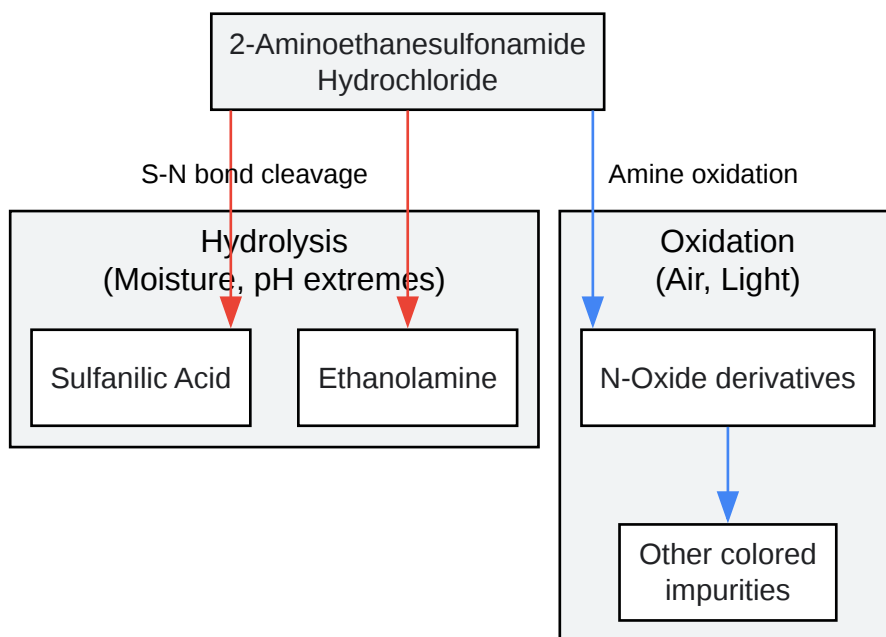 2-Aminoethanesulfonamide
Hydrochloride
S-N bond cleavage
Amine oxidation
Hydrolysis
(Moisture, pH extremes)
Oxidation
(Air, Light)
Sulfanilic Acid
Ethanolamine
N-Oxide derivatives
Other colored
impurities